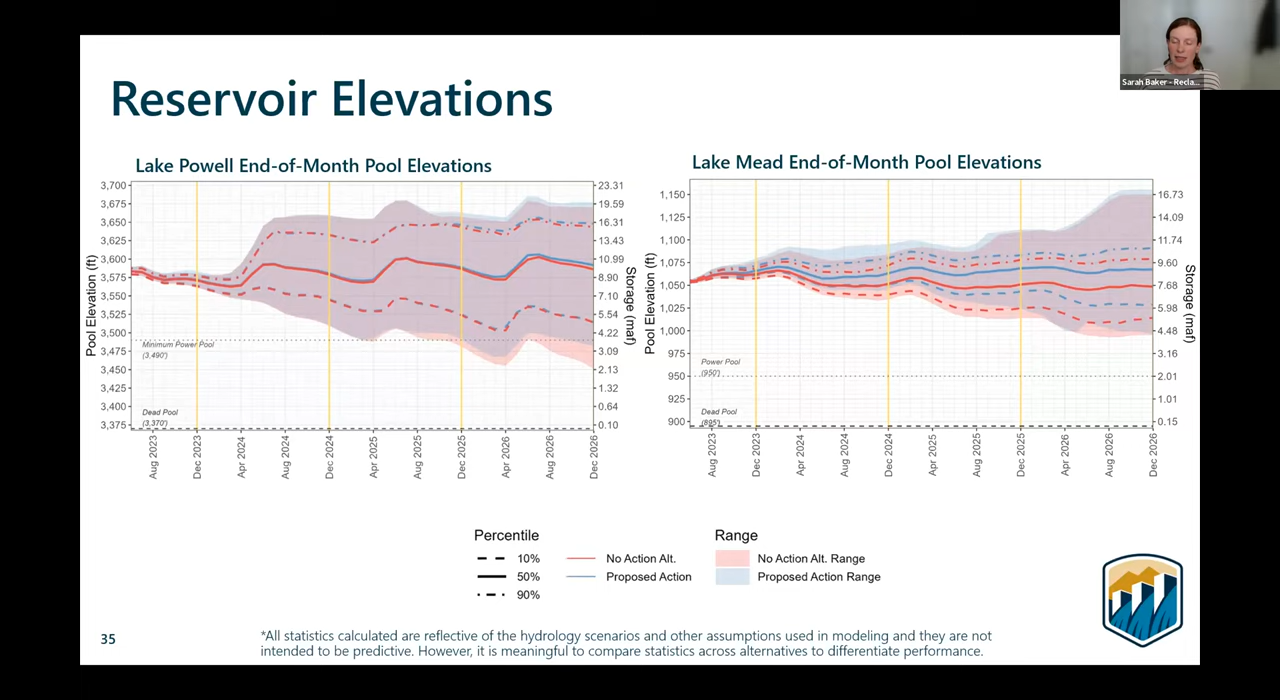 Sarah Baker - Recla...
Reservoir Elevations
Lake Powell End-of-Month Pool Elevations
Pool Elevation (ft)
3,700
3,675
3,650
3,625
3,600
3,575
3,550
3,525
3,500
3,475
3,450
3,425
3,400
3,375
Minimum Power Pool
(3,490')
Dead Pool
(3,370')
23.31
19.59
16.31
13.43
10.99
8.90
7.10
5.54
4.22
3.09
2.13
1.32
0.64
0.10
Storage (maf)
Aug 2023
Dec 2023
Apr 2024
Aug 2024
Dec 2024
Apr 2025
Aug 2025
Dec 2025
Apr 2026
Aug 2026
Dec 2026
Lake Mead End-of-Month Pool Elevations
Pool Elevation (ft)
1,150
1,125
1,100
1,075
1,050
1,025
1,000
975
950
925
900
Power Pool
(950')
Dead Pool
(895')
16.73
14.09
11.74
9.60
7.68
5.98
4.48
3.16
2.01
1.01
0.15
Storage (maf)
Aug 2023
Dec 2023
Apr 2024
Aug 2024
Dec 2024
Apr 2025
Aug 2025
Dec 2025
Apr 2026
Aug 2026
Dec 2026
Percentile
10%
50%
90%
No Action Alt.
Proposed Action
Range
No Action Alt. Range
Proposed Action Range
35
*All statistics calculated are reflective of the hydrology scenarios and other assumptions used in modeling and they are not
intended to be predictive. However, it is meaningful to compare statistics across alternatives to differentiate performance.